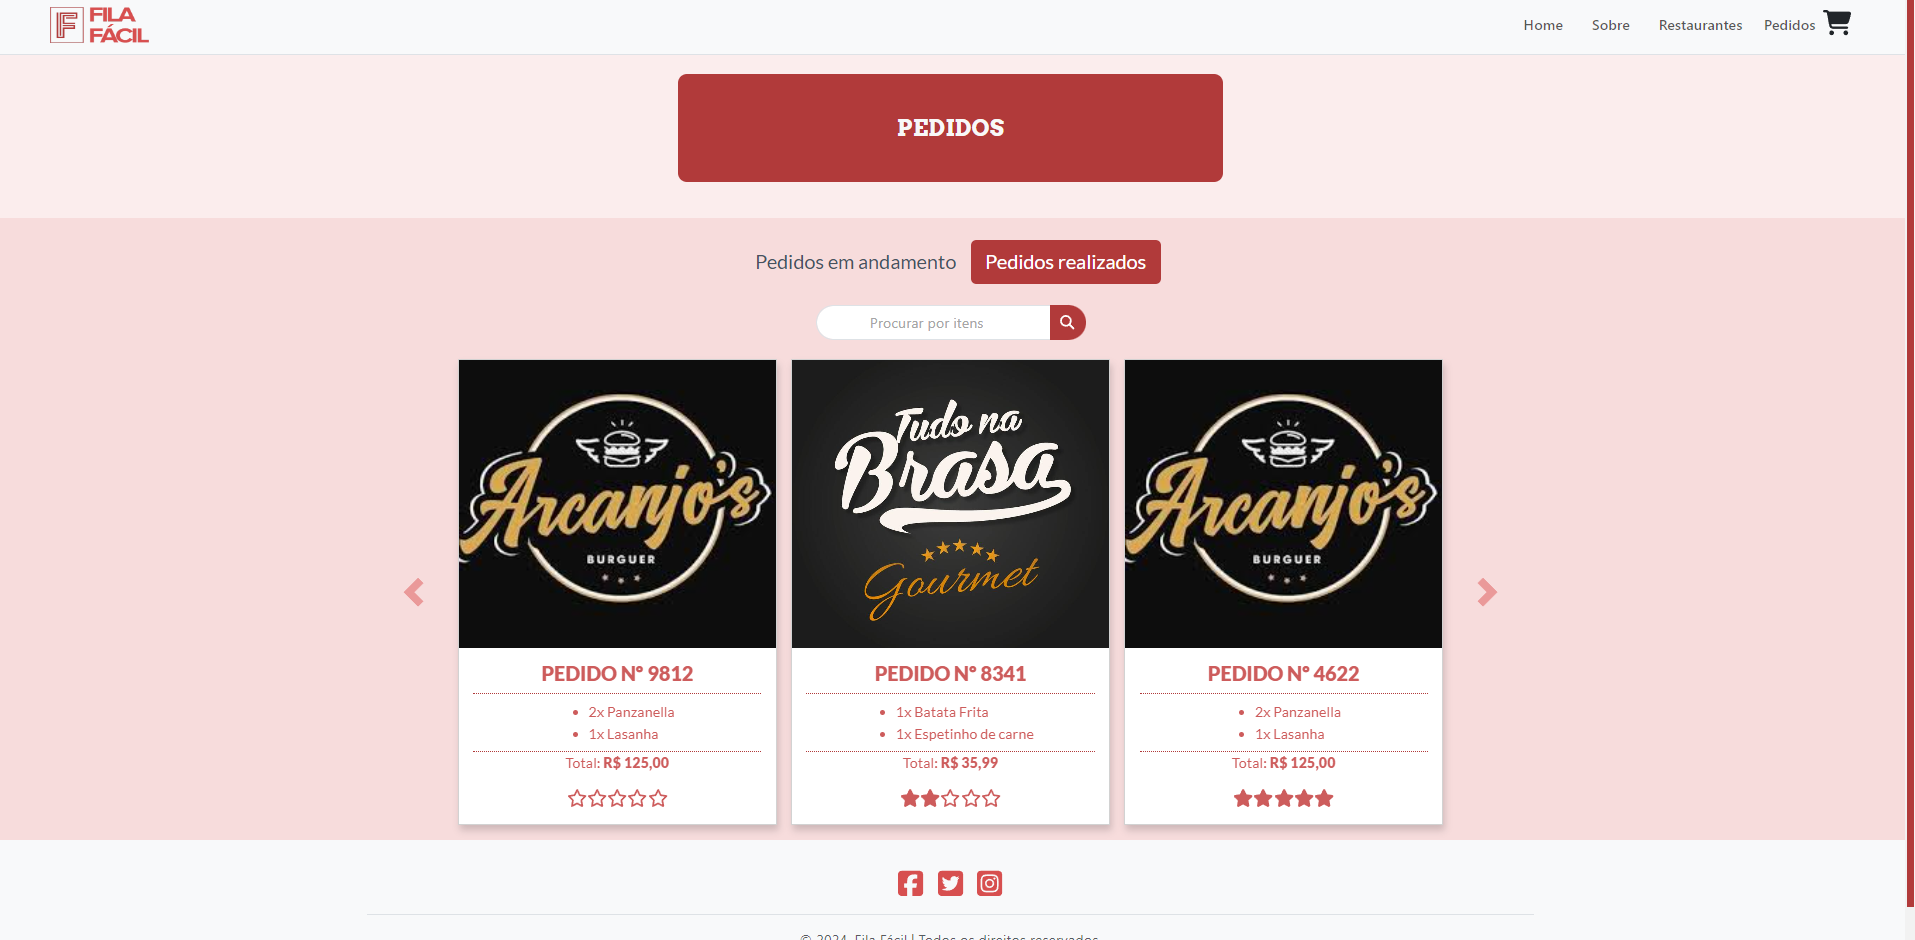 FILA
FÁCIL
Home Sobre Restaurantes Pedidos
PEDIDOS
Pedidos em andamento Pedidos realizados
Procurar por itens
Arcanjo's
BURGUER
Tudo na
Brasa
Gourmet
Arcanjo's
BURGUER
PEDIDO Nº 9812
• 2x Panzanella
• 1x Lasanha
Total: R$ 125,00
PEDIDO Nº 8341
• 1x Batata Frita
• 1x Espetinho de carne
Total: R$ 35,99
PEDIDO Nº 4622
• 2x Panzanella
• 1x Lasanha
Total: R$ 125,00
© 2024, Fila Fácil | Todos os direitos reservados